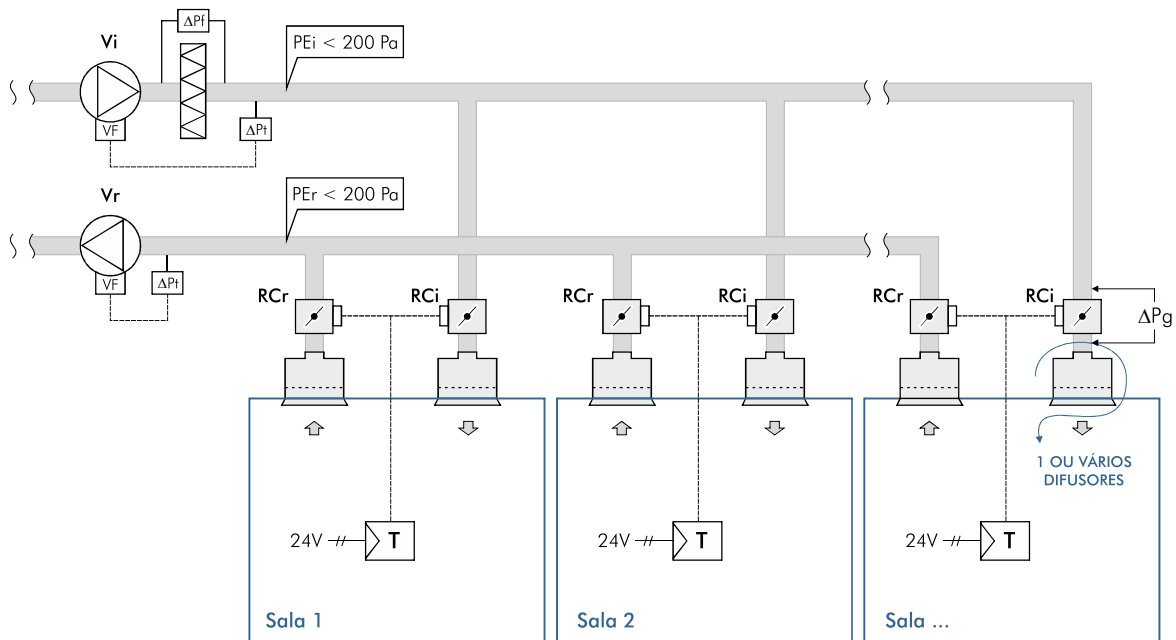 ΔPf
Vi
PEi < 200 Pa
VF
ΔPt
Vr
PEr < 200 Pa
VF
ΔPt
RCr
RCi
RCr
RCi
RCr
RCi
ΔPg
1 OU VÁRIOS
DIFUSORES
24V
T
24V
T
24V
T
Sala 1
Sala 2
Sala ...